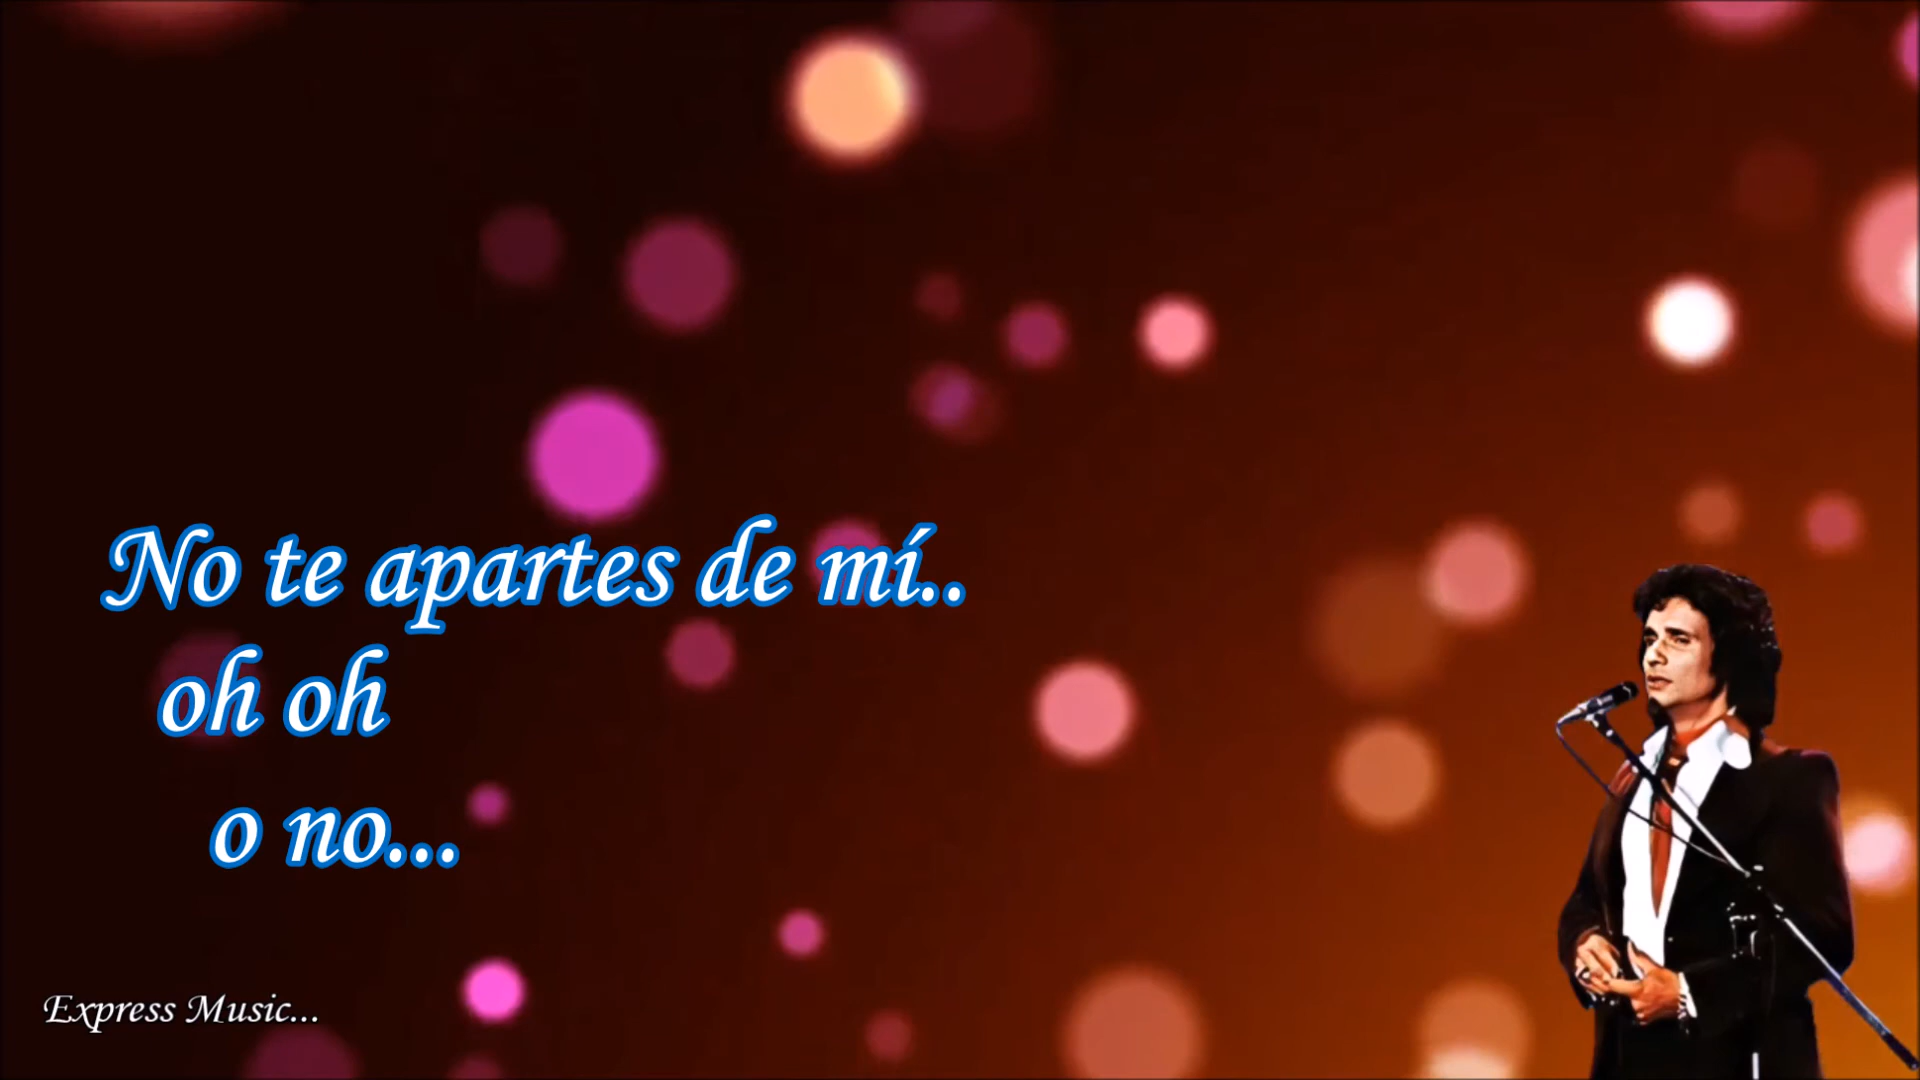 No te apartes de mí..
oh oh
o no...
Express Music...